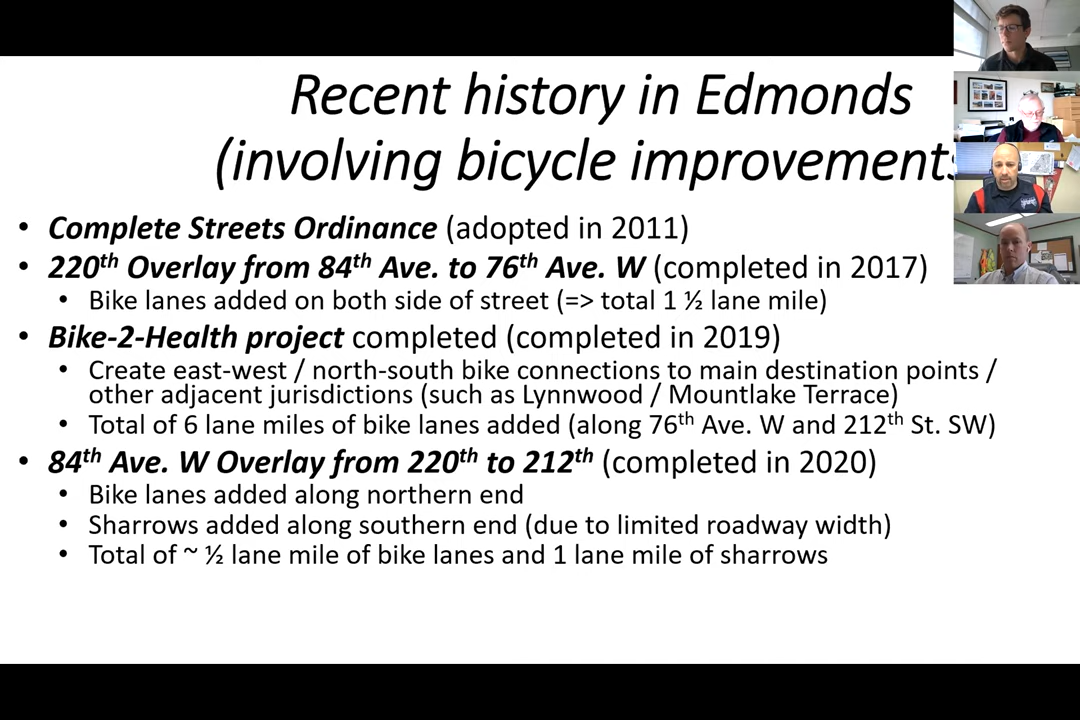 Recent history in Edmonds
(involving bicycle improvements
• Complete Streets Ordinance (adopted in 2011)
• 220th Overlay from 84th Ave. to 76th Ave. W (completed in 2017)
• Bike lanes added on both side of street (=> total 1 ½ lane mile)
• Bike-2-Health project completed (completed in 2019)
• Create east-west / north-south bike connections to main destination points /
other adjacent jurisdictions (such as Lynnwood / Mountlake Terrace)
• Total of 6 lane miles of bike lanes added (along 76th Ave. W and 212th St. SW)
• 84th Ave. W Overlay from 220th to 212th (completed in 2020)
• Bike lanes added along northern end
• Sharrows added along southern end (due to limited roadway width)
• Total of ~ ½ lane mile of bike lanes and 1 lane mile of sharrows